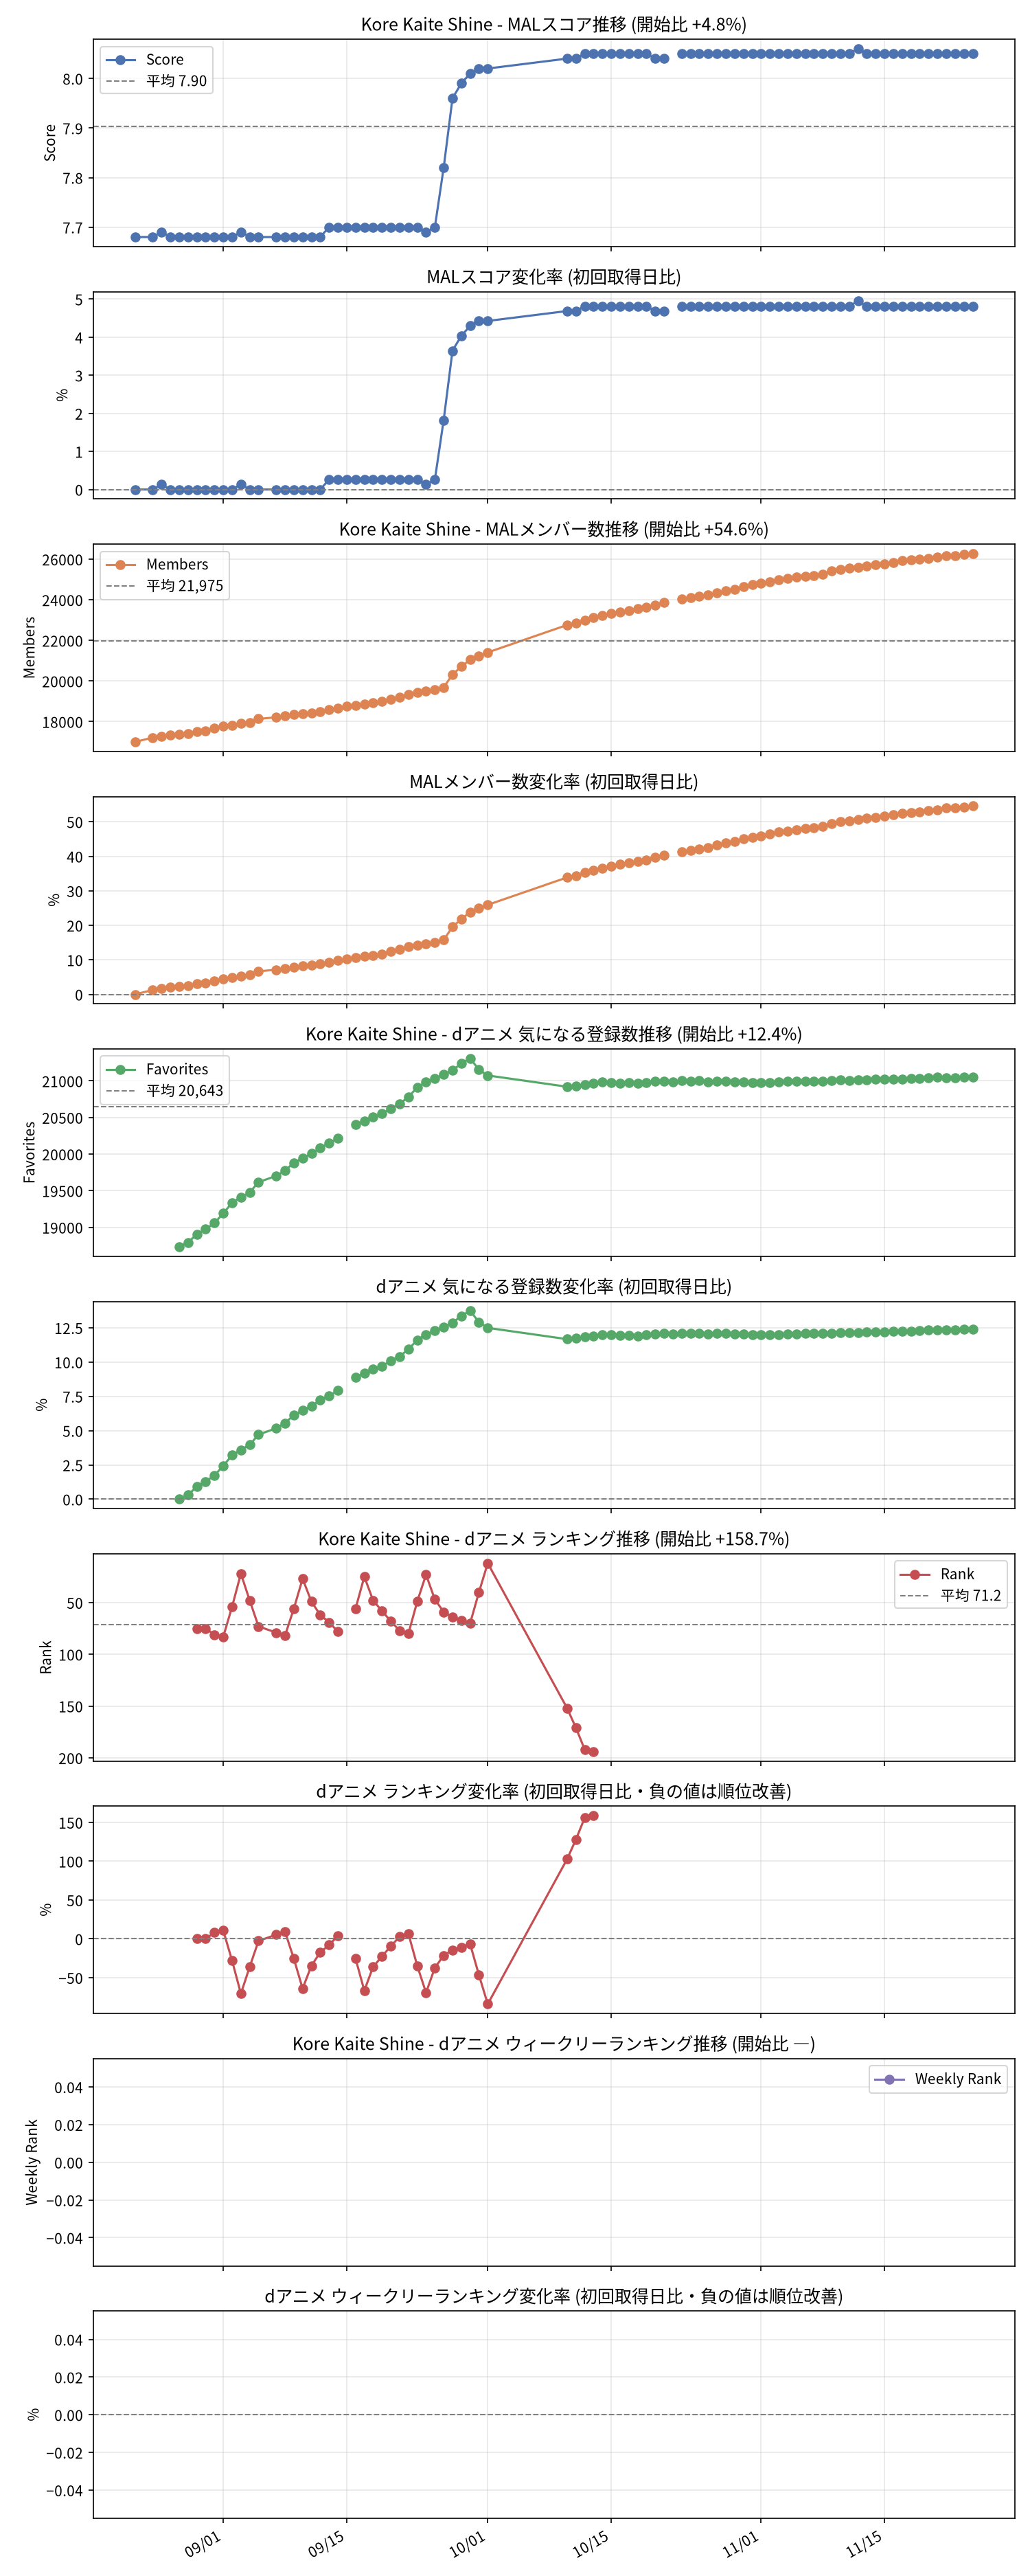 Kore Kaite Shine - MALスコア推移 (開始比 +4.8%)
Score
平均 7.90
8.0
7.9
7.8
7.7
Score
MALスコア変化率 (初回取得日比)
5
4
3
2
1
0
%
Kore Kaite Shine - MALメンバー数推移 (開始比 +54.6%)
Members
平均 21,975
26000
24000
22000
20000
18000
Members
MALメンバー数変化率 (初回取得日比)
50
40
30
20
10
0
%
Kore Kaite Shine - dアニメ 気になる登録数推移 (開始比 +12.4%)
Favorites
平均 20,643
21000
20500
20000
19500
19000
Favorites
dアニメ 気になる登録数変化率 (初回取得日比)
12.5
10.0
7.5
5.0
2.5
0.0
%
Kore Kaite Shine - dアニメ ランキング推移 (開始比 +158.7%)
Rank
平均 71.2
50
100
150
200
Rank
dアニメ ランキング変化率 (初回取得日比・負の値は順位改善)
150
100
50
0
−50
%
Kore Kaite Shine - dアニメ ウィークリーランキング推移 (開始比 —)
Weekly Rank
0.04
0.02
0.00
−0.02
−0.04
Weekly Rank
dアニメ ウィークリーランキング変化率 (初回取得日比・負の値は順位改善)
0.04
0.02
0.00
−0.02
−0.04
%
09/01
09/15
10/01
10/15
11/01
11/15